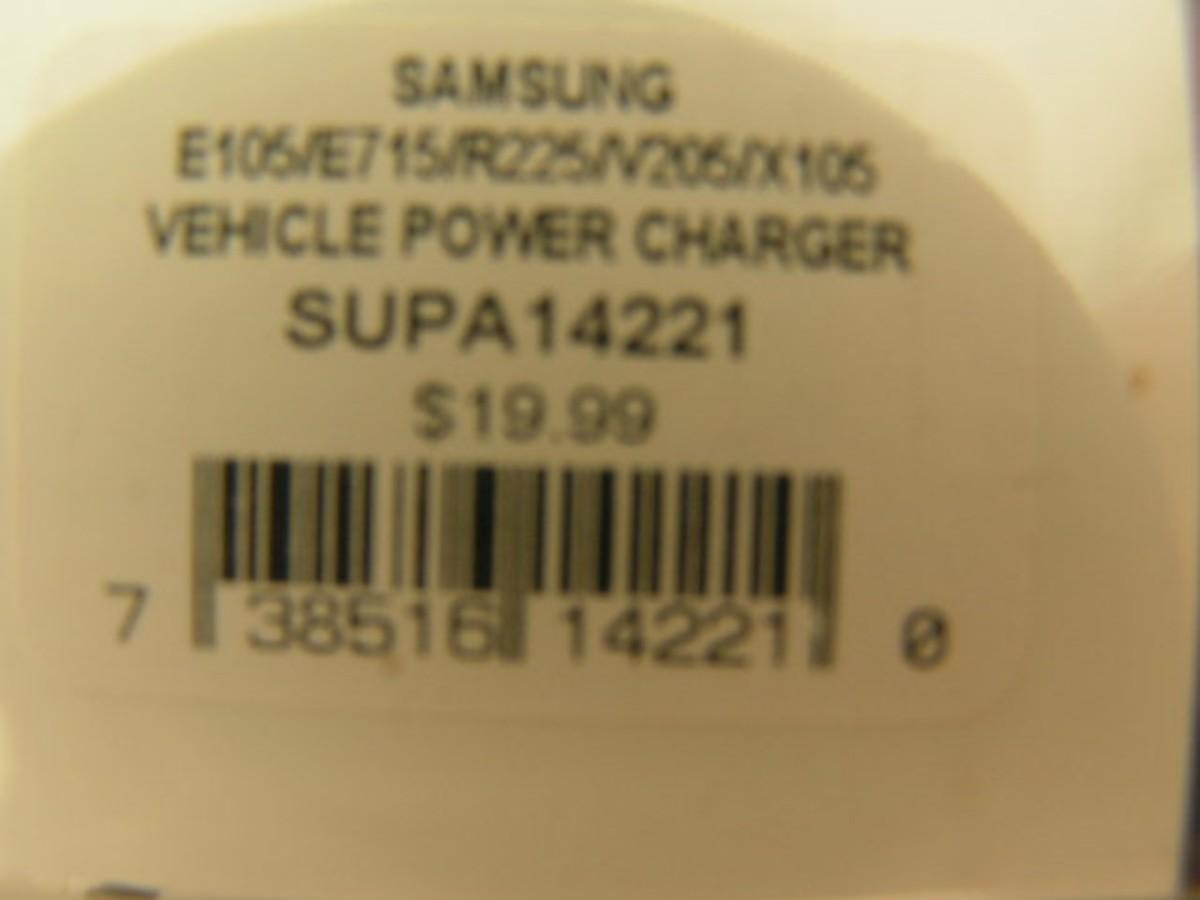 SAMSUNG
E105/E715/R225/V205/X105
VEHICLE POWER CHARGER
SUPA14221
$19.99
7 38516 14221 0